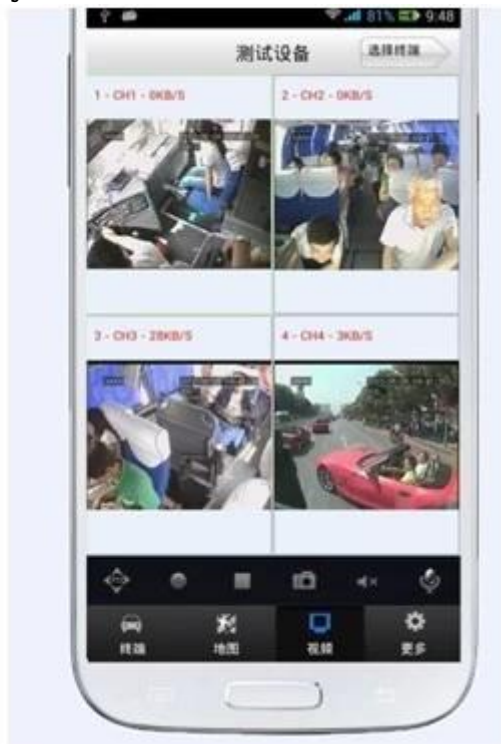 81% 9:48
测试设备
选择终端
1 - CH1 - 0KB/S
2 - CH2 - 0KB/S
3 - CH3 - 28KB/S
4 - CH4 - 3KB/S
终端
地图
视频
更多